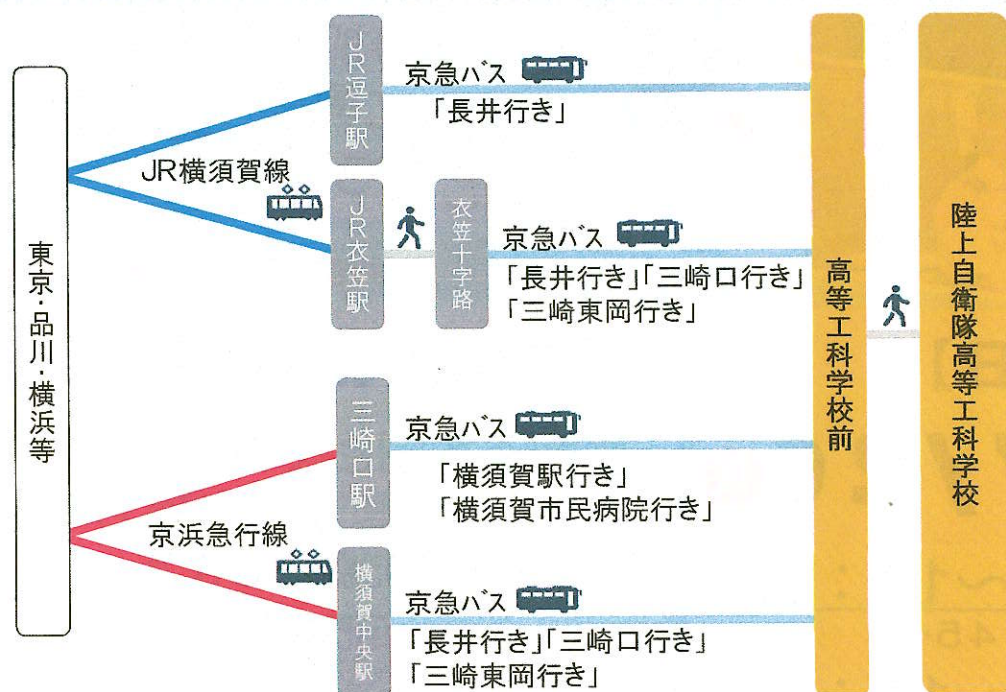 東京・品川・横浜等
JR横須賀線
JR逗子駅
京急バス
「長井行き」
JR衣笠駅
衣笠十字路
京急バス
「長井行き」「三崎口行き」
「三崎東岡行き」
京浜急行線
三崎口駅
京急バス
「横須賀駅行き」
「横須賀市民病院行き」
横須賀中央駅
京急バス
「長井行き」「三崎口行き」
「三崎東岡行き」
高等工科学校前
陸上自衛隊高等工科学校